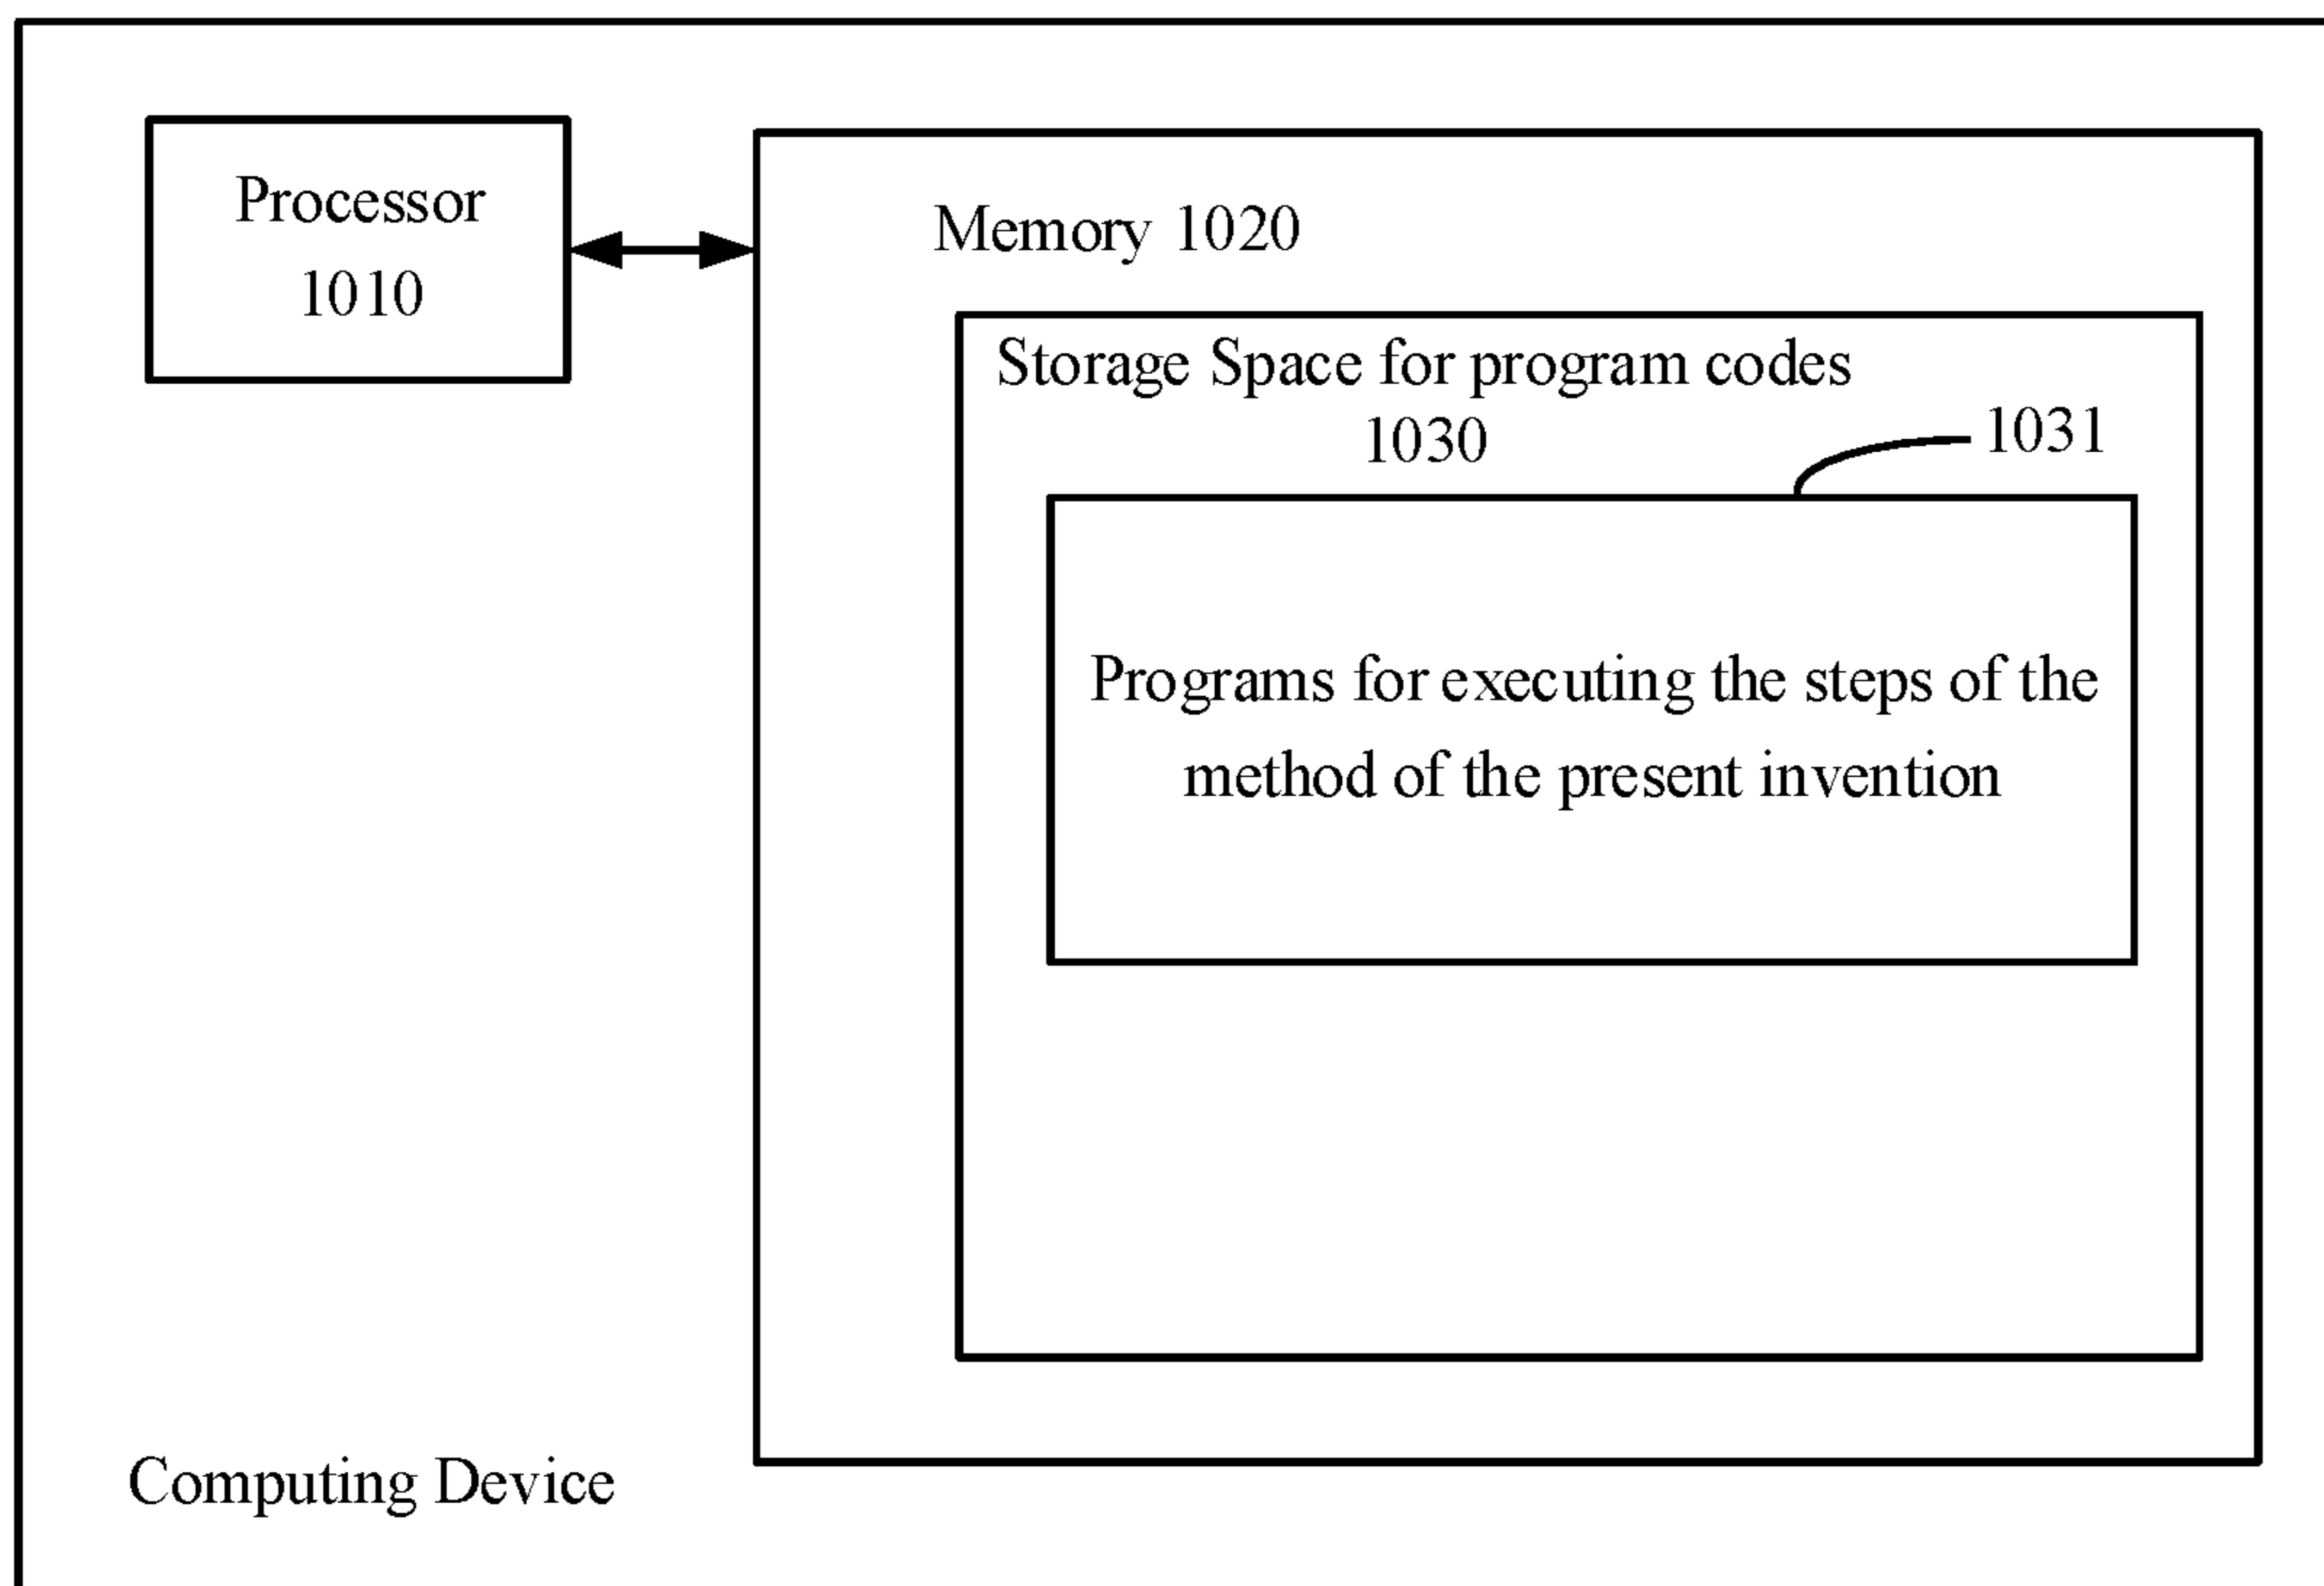 Processor
1010
Memory 1020
Storage Space for program codes
1030
1031
Programs for executing the steps of the
method of the present invention
Computing Device